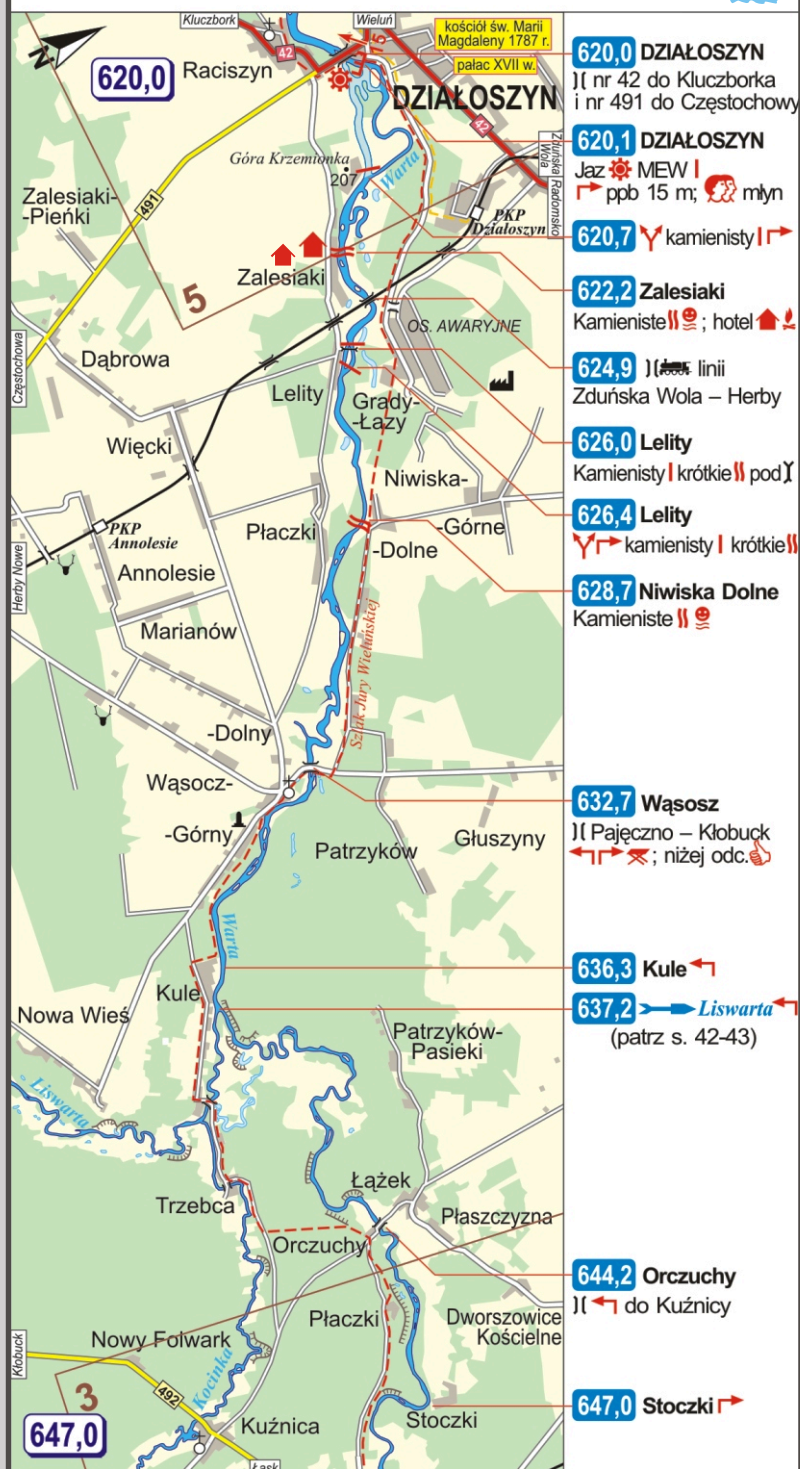 Kluczbork
Wieluń
kościół św. Marii
Magdaleny 1787 r.
pałac XVII w.
N
620,0
Raciszyn
42
15
DZIAŁOSZYN
42
Zduńska Wola
Radomsko
Góra Krzemionka
207
Warta
491
Zalesiaki-
-Pieńki
PKP
Działoszyn
Zalesiaki
5
OS. AWARYJNE
Częstochowa
Dąbrowa
Lelity
Grady-
-Łazy
Więcki
Niwiska-
-Górne
-Dolne
PKP
Annolesie
Płaczki
Herby Nowe
Annolesie
Marianów
Szlak Jury Wieluńskiej
-Dolny
Wąsocz-
-Górny
Patrzyków
Głuszyny
Warta
Kule
Nowa Wieś
Patrzyków-
Pasieki
Liswarta
Łążek
Trzebca
Płaszczyzna
Orczuchy
Płaczki
Dworszowice
Kościelne
Nowy Folwark
Kłobuck
Kocinka
3
492
647,0
Kuźnica
Stoczki
Łask
620,0 DZIAŁOSZYN
nr 42 do Kluczborka
i nr 491 do Częstochowy
620,1 DZIAŁOSZYN
Jaz MEW
ppb 15 m; młyn
620,7 kamienisty
622,2 Zalesiaki
Kamieniste ; hotel
624,9 linii
Zduńska Wola – Herby
626,0 Lelity
Kamienisty krótkie pod
626,4 Lelity
kamienisty krótkie
628,7 Niwiska Dolne
Kamieniste
632,7 Wąsosz
Pajęczno – Kłobuck
; niżej odc.
636,3 Kule
637,2 Liswarta
(patrz s. 42-43)
644,2 Orczuchy
do Kuźnicy
647,0 Stoczki